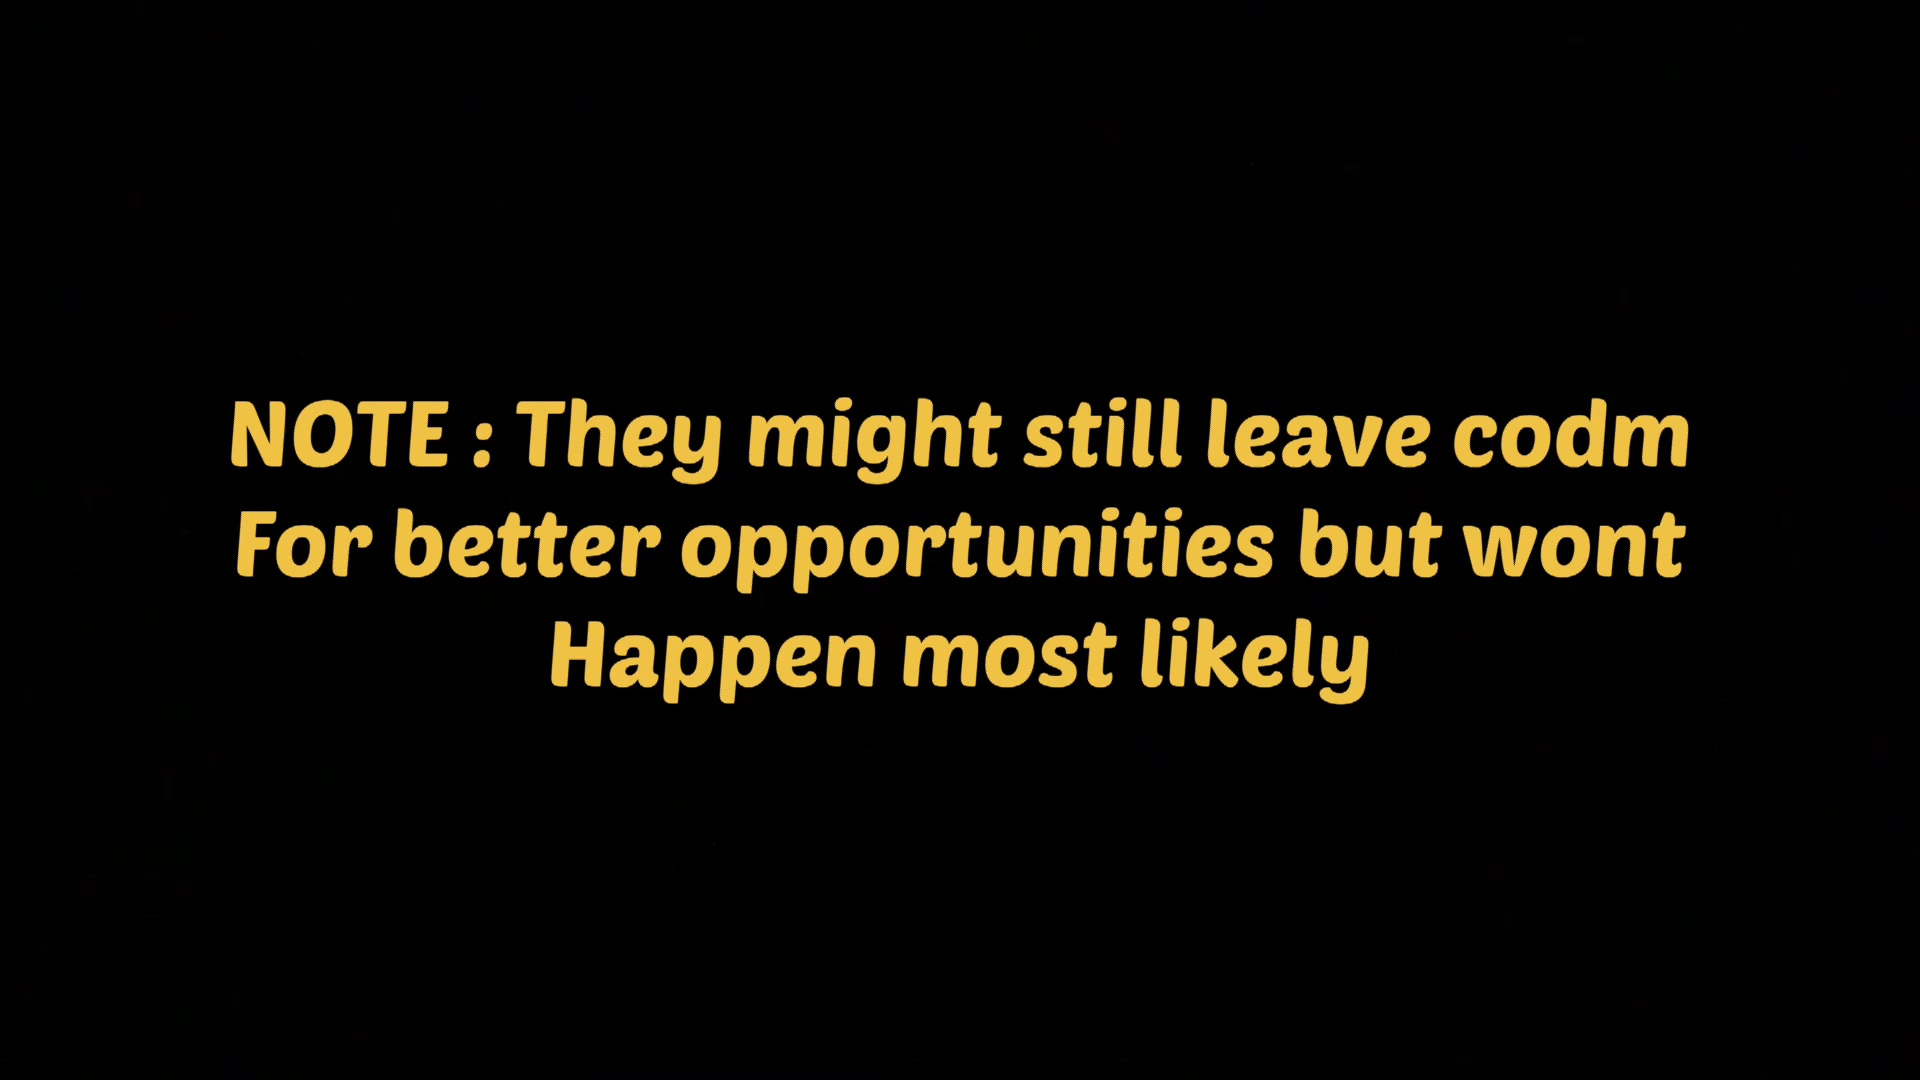 NOTE : They might still leave codm
For better opportunities but wont
Happen most likely